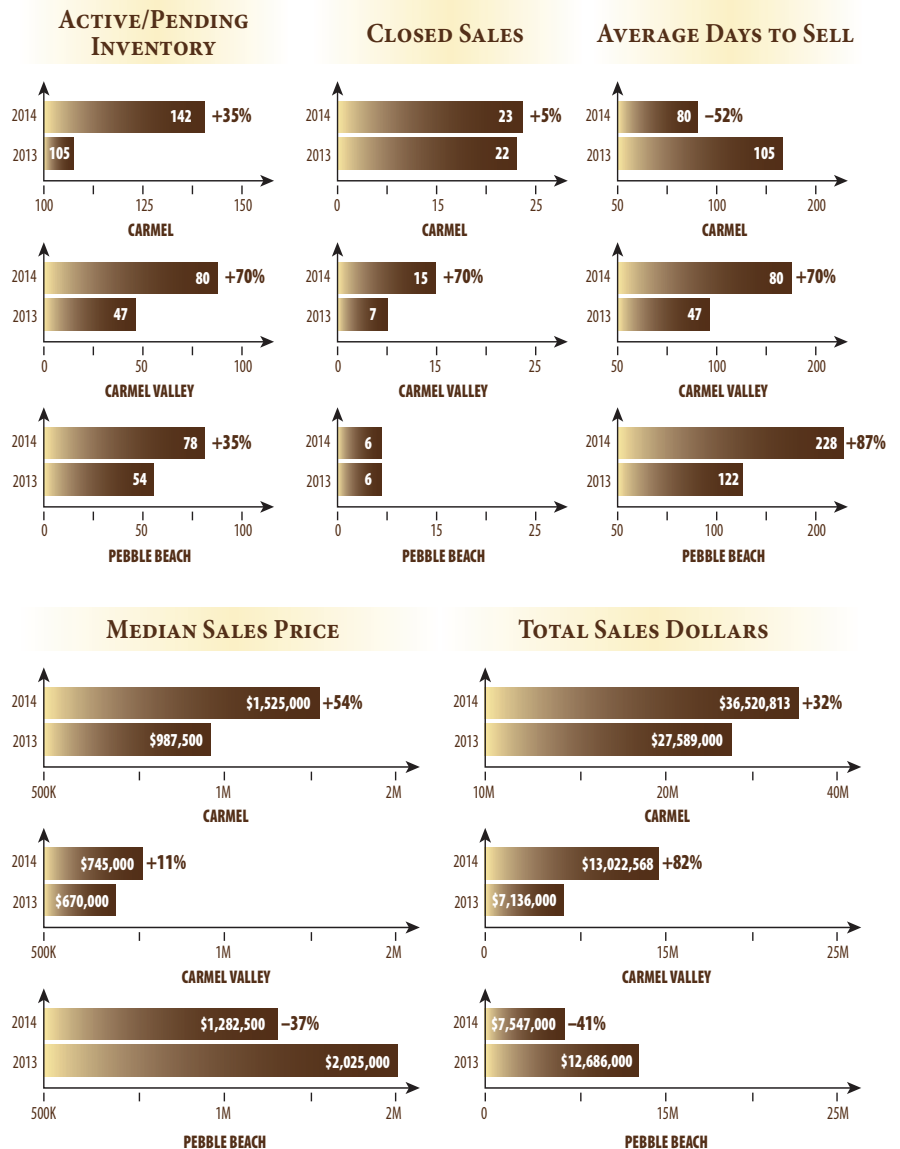 ACTIVE/PENDING
INVENTORY
2014
142
+35%
2013
105
100 125 150
CARMEL
2014
80
+70%
2013
47
0 50 100
CARMEL VALLEY
2014
78
+35%
2013
54
0 50 100
PEBBLE BEACH
CLOSED SALES
2014
23
+5%
2013
22
0 15 25
CARMEL
2014
15
+70%
2013
7
0 15 25
CARMEL VALLEY
2014
6
2013
6
0 15 25
PEBBLE BEACH
AVERAGE DAYS TO SELL
2014
80
–52%
2013
105
50 100 200
CARMEL
2014
80
+70%
2013
47
50 100 200
CARMEL VALLEY
2014
228
+87%
2013
122
50 100 200
PEBBLE BEACH
MEDIAN SALES PRICE
2014
$1,525,000
+54%
2013
$987,500
500K 1M 2M
CARMEL
2014
$745,000
+11%
2013
$670,000
500K 1M 2M
CARMEL VALLEY
2014
$1,282,500
–37%
2013
$2,025,000
500K 1M 2M
PEBBLE BEACH
TOTAL SALES DOLLARS
2014
$36,520,813
+32%
2013
$27,589,000
10M 20M 40M
CARMEL
2014
$13,022,568
+82%
2013
$7,136,000
0 15M 25M
CARMEL VALLEY
2014
$7,547,000
–41%
2013
$12,686,000
0 15M 25M
PEBBLE BEACH